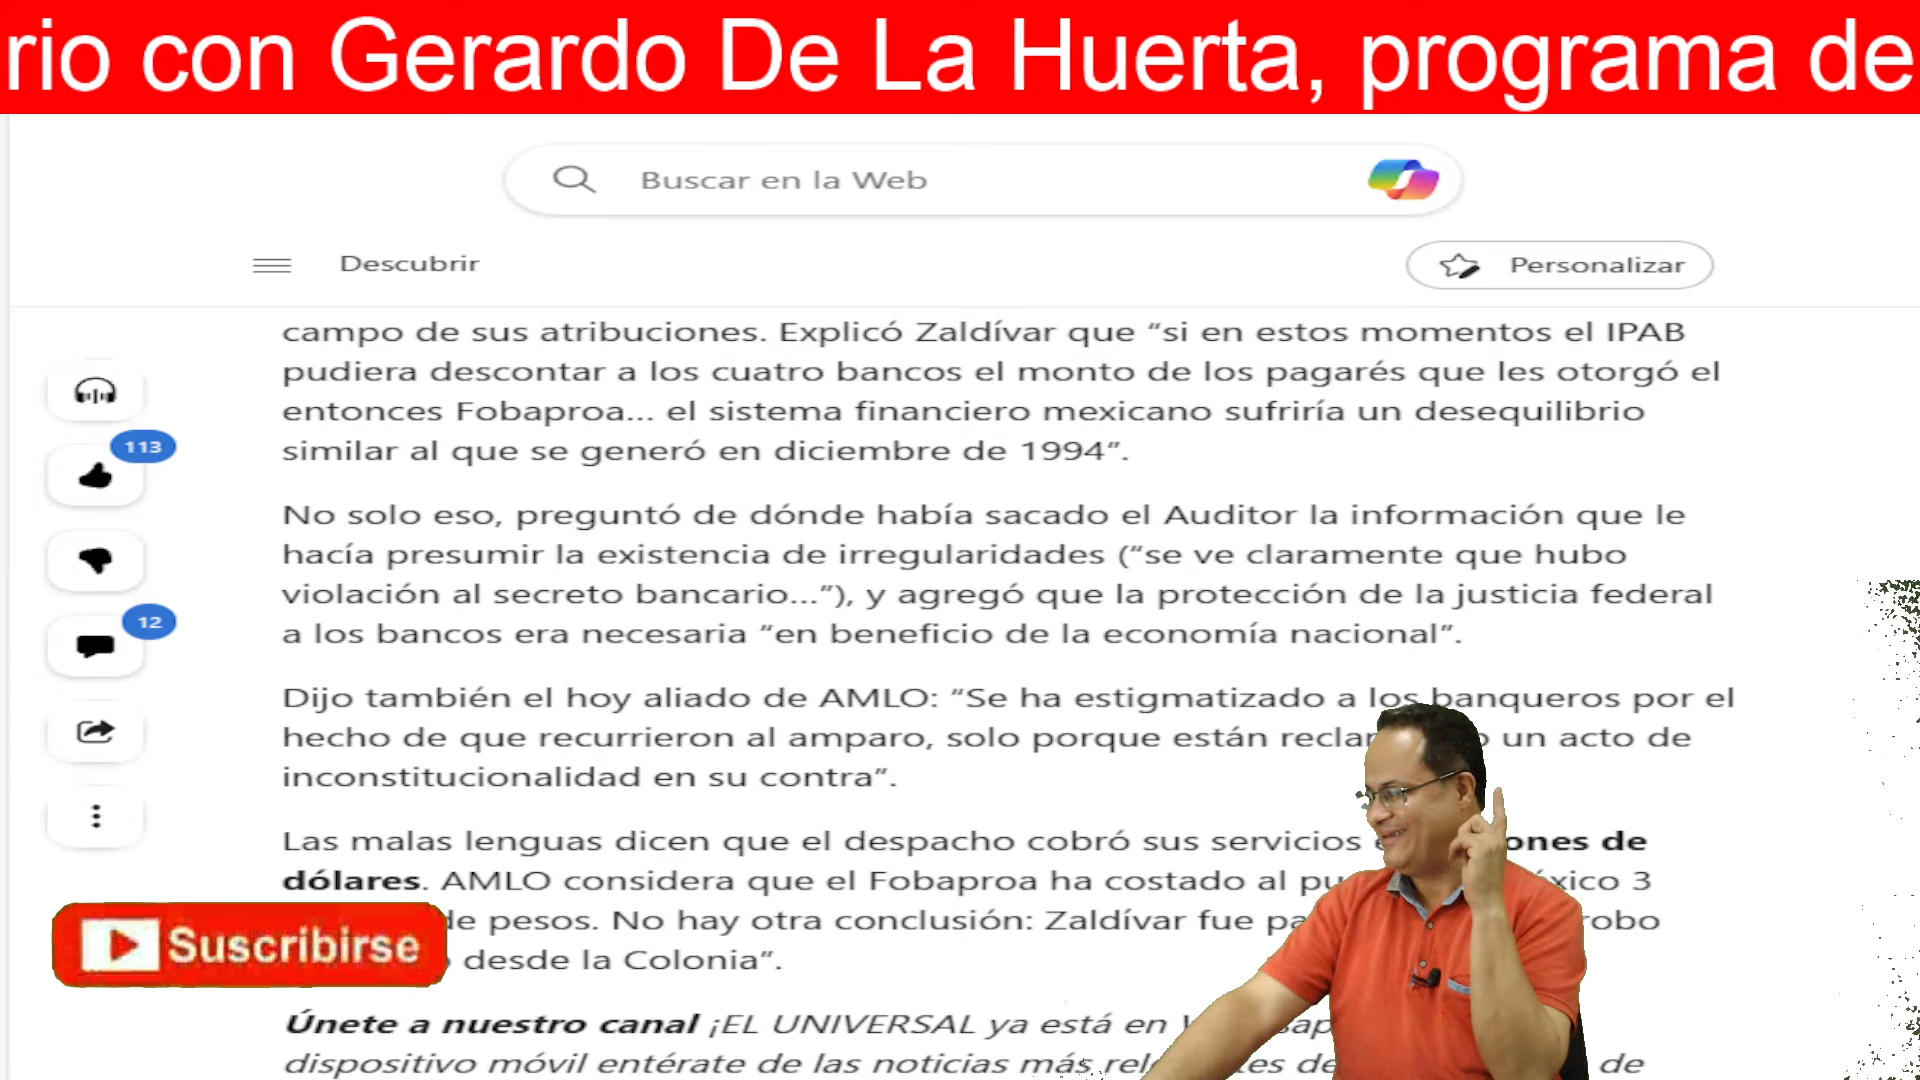 rio con Gerardo De La Huerta, programa de
Buscar en la Web
Descubrir
Personalizar
campo de sus atribuciones. Explicó Zaldívar que “si en estos momentos el IPAB
pudiera descontar a los cuatro bancos el monto de los pagarés que les otorgó el
entonces Fobaproa... el sistema financiero mexicano sufriría un desequilibrio
similar al que se generó en diciembre de 1994”.
113
No solo eso, preguntó de dónde había sacado el Auditor la información que le
hacía presumir la existencia de irregularidades (“se ve claramente que hubo
violación al secreto bancario...”), y agregó que la protección de la justicia federal
a los bancos era necesaria “en beneficio de la economía nacional”.
12
Dijo también el hoy aliado de AMLO: “Se ha estigmatizado a los banqueros por el
hecho de que recurrieron al amparo, solo porque están un acto de
inconstitucionalidad en su contra”.
Las malas lenguas dicen que el despacho cobró sus servicios ones de
dólares. AMLO considera que el Fobaproa ha costado al 3
de pesos. No hay otra conclusión: Zaldívar fue robo
desde la Colonia”.
Suscribirse
Únete a nuestro canal ¡EL UNIVERSAL ya está en
dispositivo móvil entérate de las noticias más de